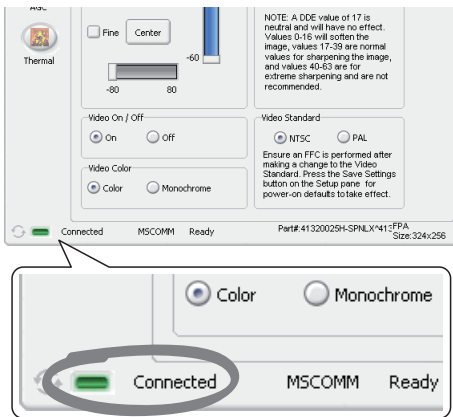 AGC
Thermal
Fine
Center
-60
-80
80
NOTE: A DDE value of 17 is
neutral and will have no effect.
Values 0-16 will soften the
image, values 17-39 are normal
values for sharpening the image,
and values 40-63 are for
extreme sharpening and are not
recommended.
Video On / Off
On
Off
Video Color
Color
Monochrome
Video Standard
NTSC
PAL
Ensure an FFC is performed after
making a change to the Video
Standard. Press the Save Settings
button on the Setup pane for
power-on defaults to take effect.
Connected
MSCOMM
Ready
Part#:41320025H-SPNLX^413
FPA
Size:324x256
Color
Monochrome
Connected
MSCOMM
Ready